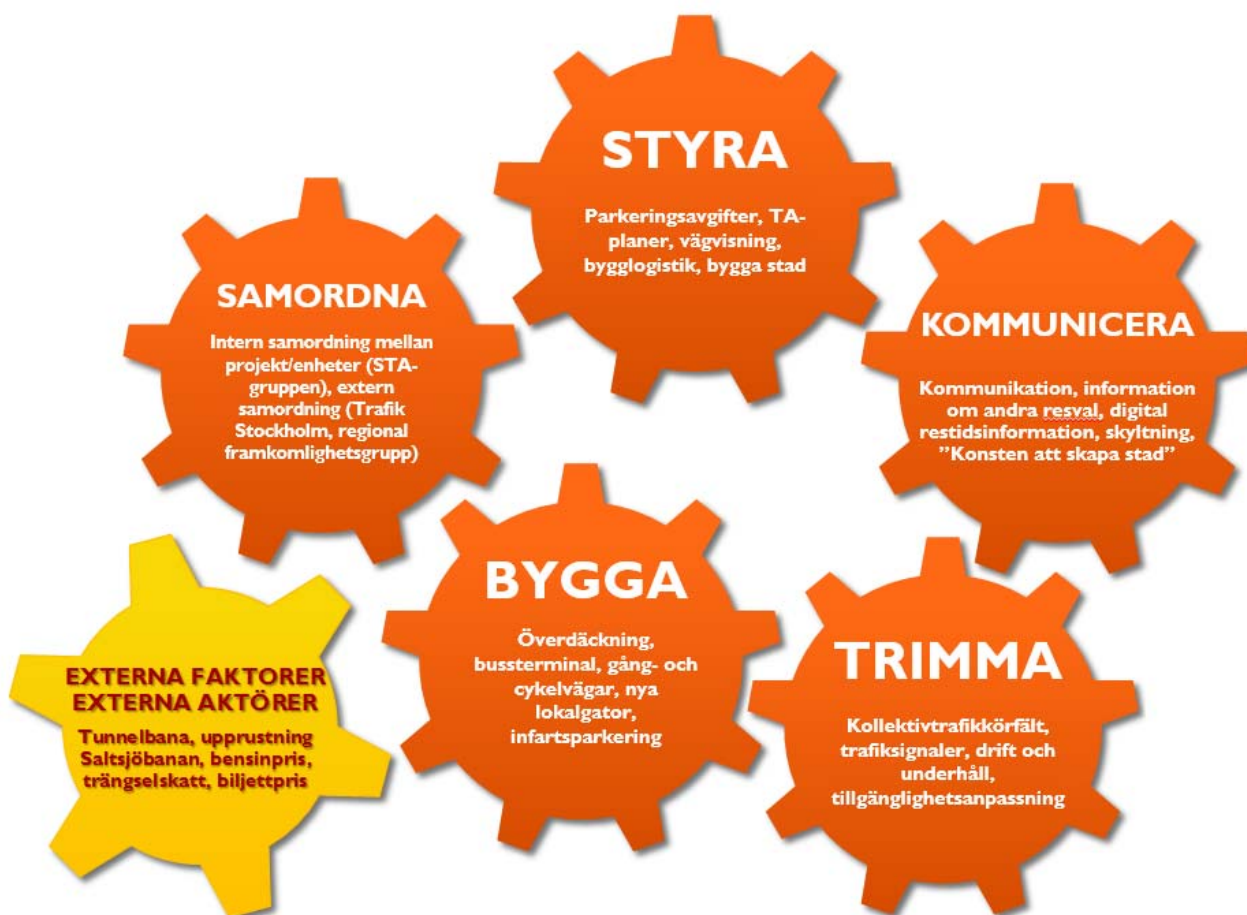 STYRA
Parkeringsavgifter, TA-
planer, vägvisning,
bygglogistik, bygga stad
SAMORDNA
Intern samordning mellan
projekt/enheter (STA-
gruppen), extern
samordning (Trafik
Stockholm, regional
framkomlighetsgrupp)
KOMMUNICERA
Kommunikation, information
om andra resval, digital
restidsinformation, skyltning,
”Konsten att skapa stad”
BYGGA
Överdäckning,
bussterminal, gång- och
cykelvägar, nya
lokalgator,
infartsparkering
TRIMMA
Kollektivtrafikkörfält,
trafiksignaler, drift och
underhåll,
tillgänglighetsanpassning
EXTERNA FAKTORER
EXTERNA AKTÖRER
Tunnelbana, upprustning
Saltsjöbanan, bensinpris,
trängselskatt, biljettpris